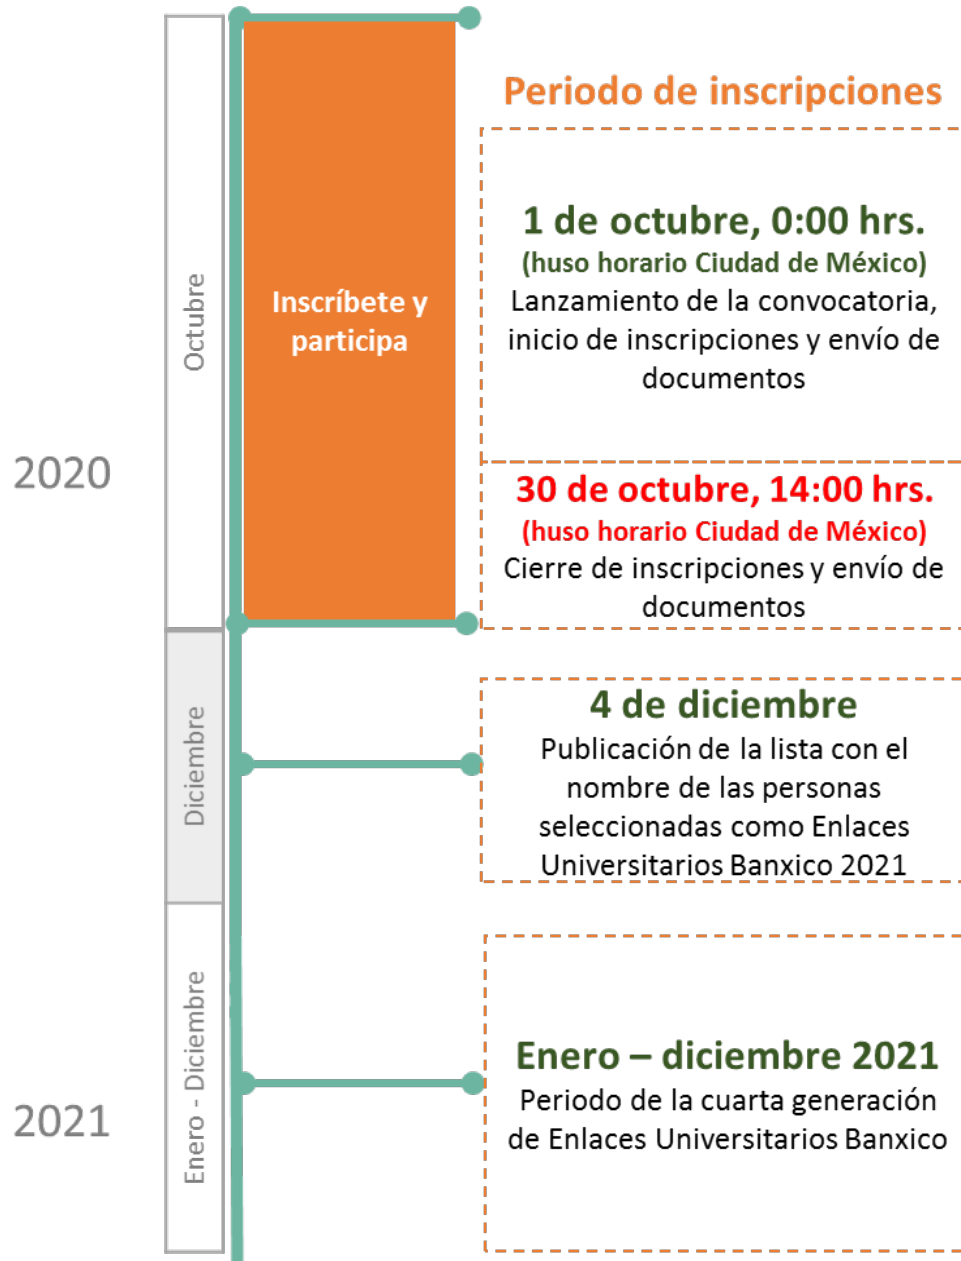 Periodo de inscripciones
1 de octubre, 0:00 hrs.
(huso horario Ciudad de México)
Lanzamiento de la convocatoria,
inicio de inscripciones y envío de
documentos
Octubre
Inscríbete y
participa
2020
30 de octubre, 14:00 hrs.
(huso horario Ciudad de México)
Cierre de inscripciones y envío de
documentos
Diciembre
4 de diciembre
Publicación de la lista con el
nombre de las personas
seleccionadas como Enlaces
Universitarios Banxico 2021
2021
Enero - Diciembre
Enero – diciembre 2021
Periodo de la cuarta generación
de Enlaces Universitarios Banxico